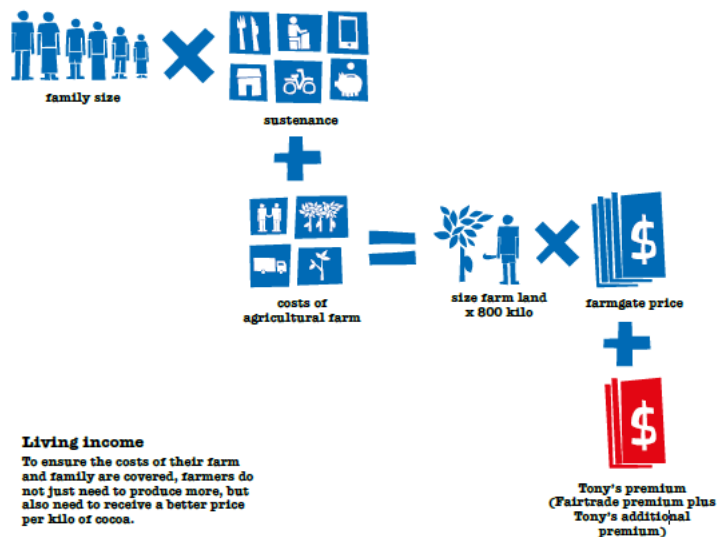 family size
sustenance
costs of
agricultural farm
size farm land
x 800 kilo
farmgate price
$
$
Living income
To ensure the costs of their farm
and family are covered, farmers do
not just need to produce more, but
also need to receive a better price
per kilo of cocoa.
Tony's premium
(Fairtrade premium plus
Tony's additional
premium)